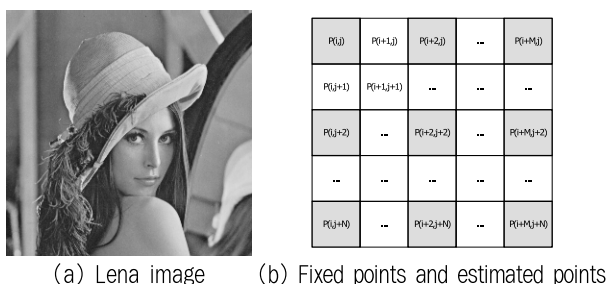 P(i,j) P(i+1,j) P(i+2,j) ... P(i+M,j)
P(i,j+1) P(i+1,j+1) ... ... ...
P(i,j+2) ... P(i+2,j+2) ... P(i+M,j+2)
... ... ... ... ...
P(i,j+N) ... P(i+2,j+N) ... P(i+M,j+N)
(a) Lena image (b) Fixed points and estimated points